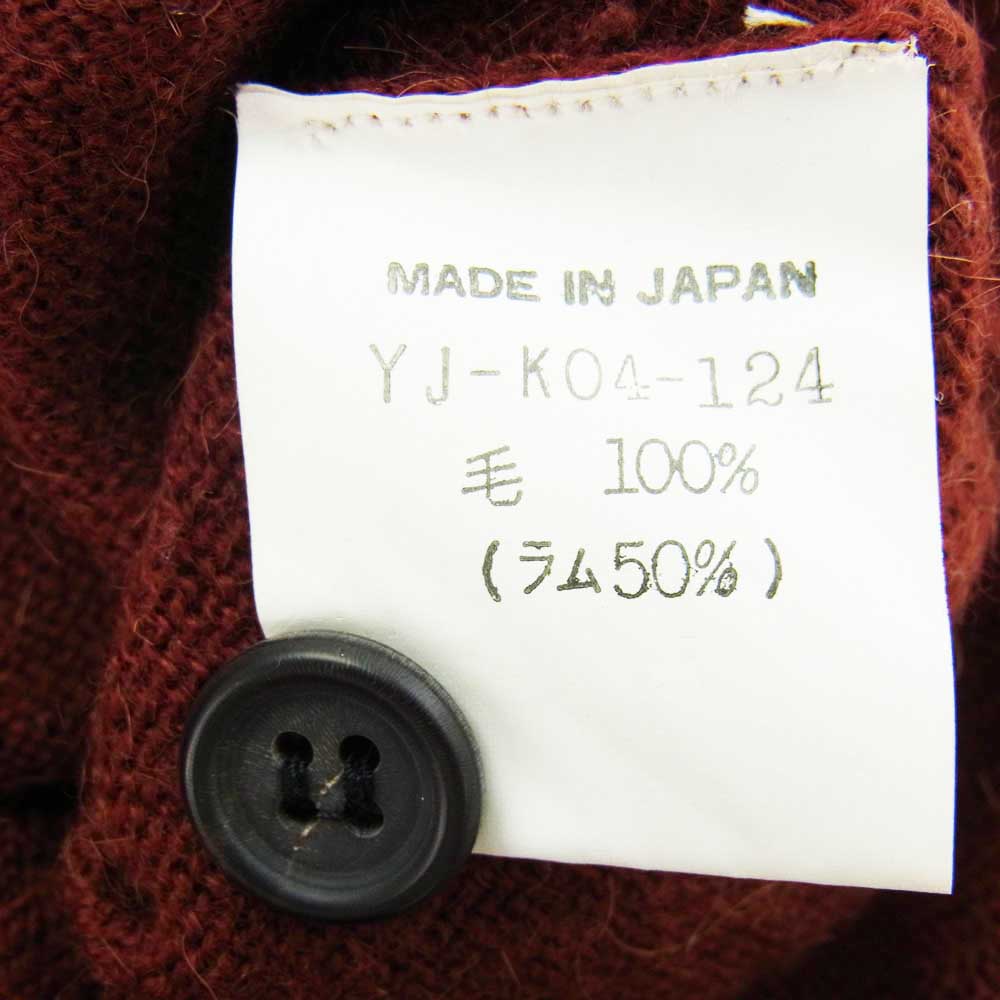 MADE IN JAPAN
YJ-K04-124
毛 100%
(ラム50%)